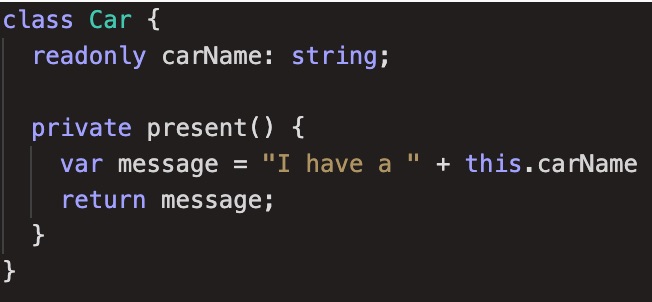 class Car {
  readonly carName: string;

  private present() {
    var message = "I have a " + this.carName
    return message;
  }
}